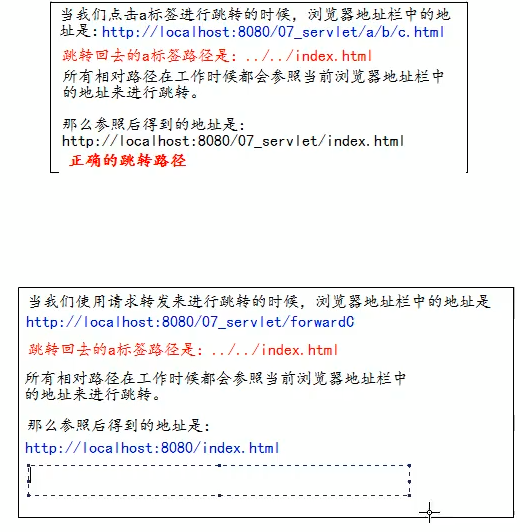 当我们点击a标签进行跳转的时候，浏览器地址栏中的地
址是：http://localhost:8080/07_servlet/a/b/c.html
跳转回去的a标签路径是：../../index.html
所有相对路径在工作时候都会参照当前浏览器地址栏中
的地址来进行跳转。
那么参照后得到的地址是：
http://localhost:8080/07_servlet/index.html
正确的跳转路径
当我们使用请求转发来进行跳转的时候，浏览器地址栏中的地址是
http://localhost:8080/07_servlet/forwardC
跳转回去的a标签路径是：../../index.html
所有相对路径在工作时候都会参照当前浏览器地址栏中
的地址来进行跳转。
那么参照后得到的地址是：
http://localhost:8080/index.html